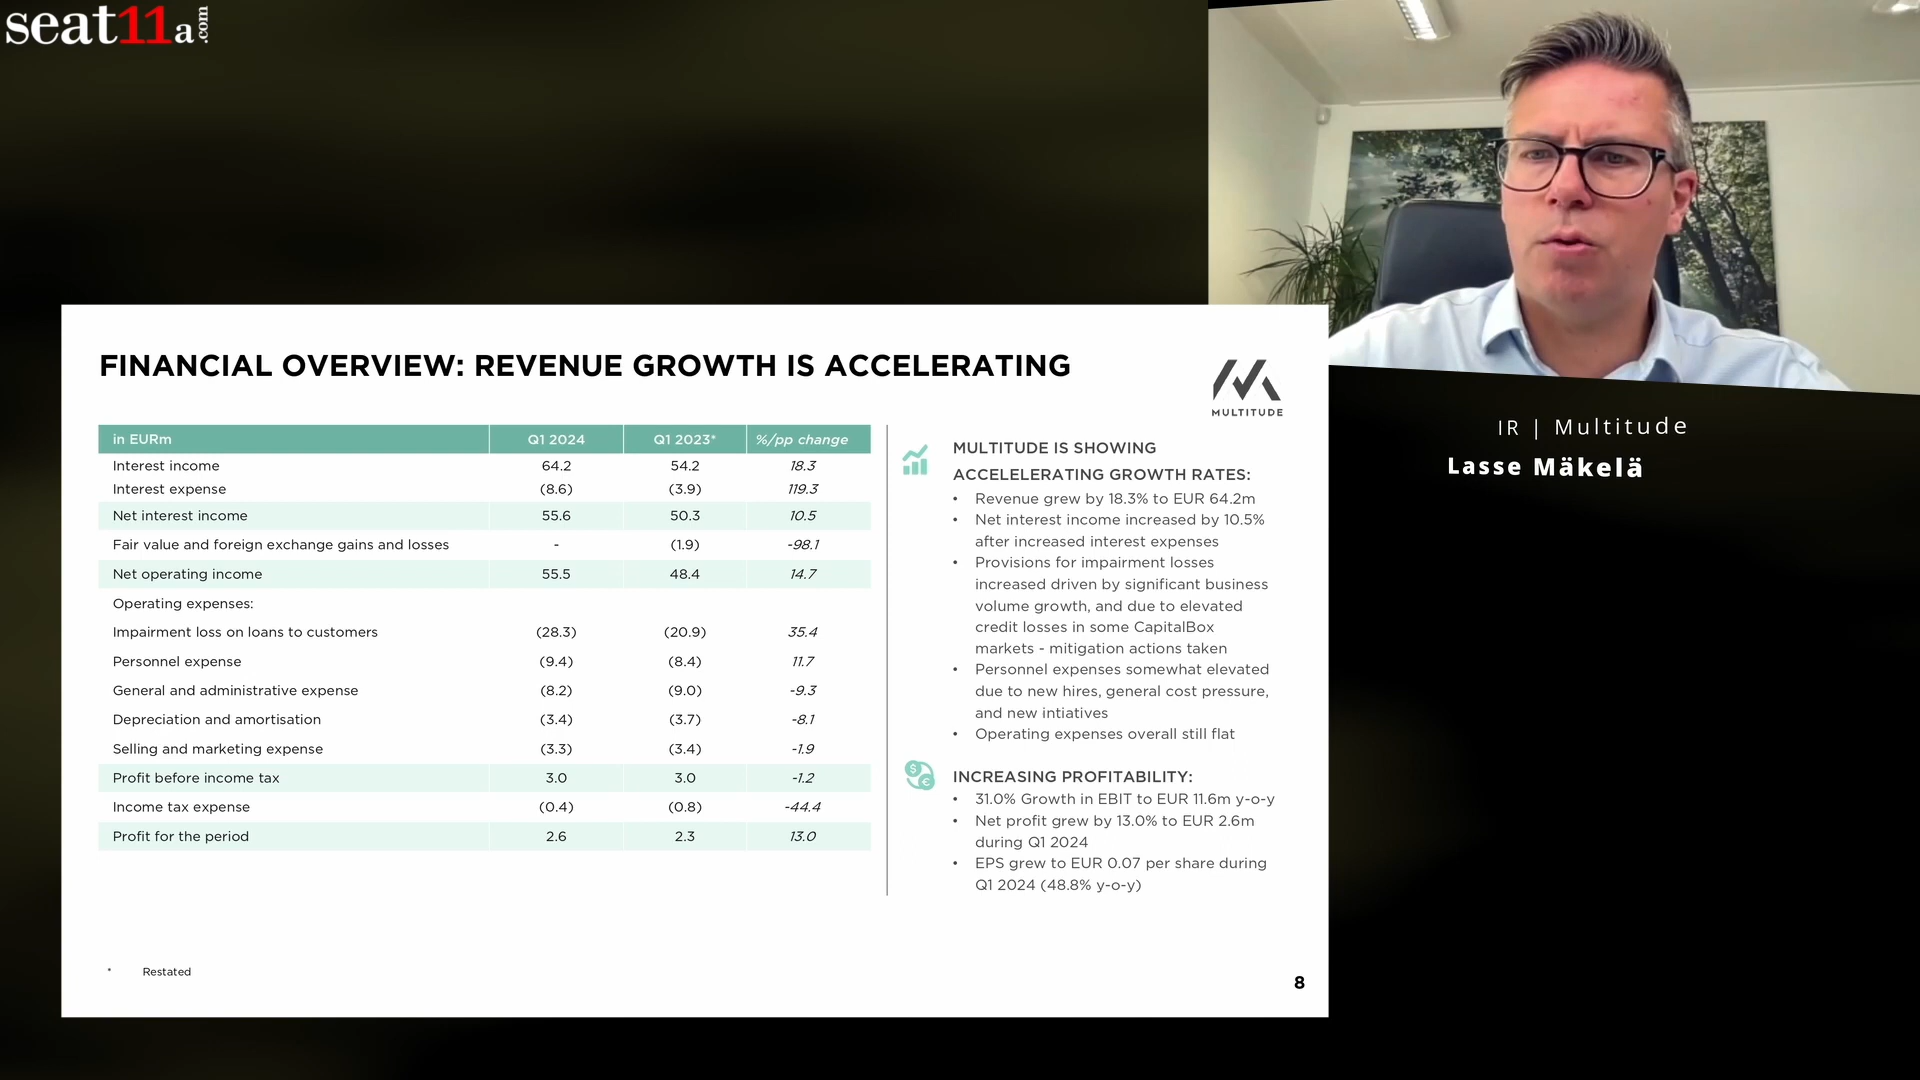 seat11a.com
FINANCIAL OVERVIEW: REVENUE GROWTH IS ACCELERATING
MULTITUDE
in EURm Q1 2024 Q1 2023* %/pp change
Interest income 64.2 54.2 18.3
Interest expense (8.6) (3.9) 119.3
Net interest income 55.6 50.3 10.5
Fair value and foreign exchange gains and losses - (1.9) -98.1
Net operating income 55.5 48.4 14.7
Operating expenses:
Impairment loss on loans to customers (28.3) (20.9) 35.4
Personnel expense (9.4) (8.4) 11.7
General and administrative expense (8.2) (9.0) -9.3
Depreciation and amortisation (3.4) (3.7) -8.1
Selling and marketing expense (3.3) (3.4) -1.9
Profit before income tax 3.0 3.0 -1.2
Income tax expense (0.4) (0.8) -44.4
Profit for the period 2.6 2.3 13.0
MULTITUDE IS SHOWING
ACCELELERATING GROWTH RATES:
• Revenue grew by 18.3% to EUR 64.2m
• Net interest income increased by 10.5%
after increased interest expenses
• Provisions for impairment losses
increased driven by significant business
volume growth, and due to elevated
credit losses in some CapitalBox
markets - mitigation actions taken
• Personnel expenses somewhat elevated
due to new hires, general cost pressure,
and new intiatives
• Operating expenses overall still flat
$ €
INCREASING PROFITABILITY:
• 31.0% Growth in EBIT to EUR 11.6m y-o-y
• Net profit grew by 13.0% to EUR 2.6m
during Q1 2024
• EPS grew to EUR 0.07 per share during
Q1 2024 (48.8% y-o-y)
* Restated
8
IR | Multitude
Lasse Mäkelä